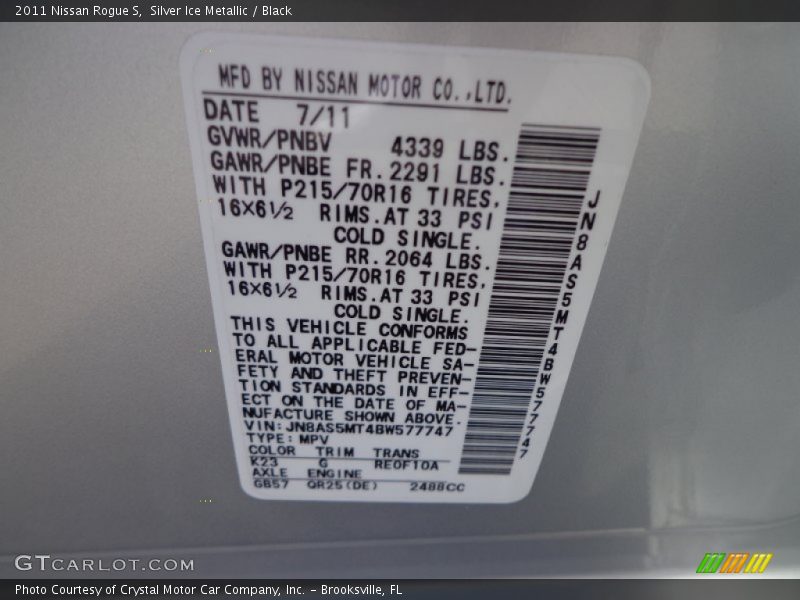 2011 Nissan Rogue S,  Silver Ice Metallic / Black
MFD BY NISSAN MOTOR CO.,LTD.
DATE 7/11
GVWR/PNBV 4339 LBS.
GAWR/PNBE FR. 2291 LBS.
WITH P215/70R16 TIRES.
16X6½ RIMS. AT 33 PSI
COLD SINGLE.
GAWR/PNBE RR. 2064 LBS.
WITH P215/70R16 TIRES.
16X6½ RIMS. AT 33 PSI
COLD SINGLE.
THIS VEHICLE CONFORMS
TO ALL APPLICABLE FED-
ERAL MOTOR VEHICLE SA-
FETY AND THEFT PREVEN-
TION STANDARDS IN EFF-
ECT ON THE DATE OF MA-
NUFACTURE SHOWN ABOVE.
VIN: JN8AS5MT4BW577747
TYPE: MPV
COLOR TRIM TRANS
K23 G RE0F10A
AXLE ENGINE
GB57 QR25(DE) 2488CC
JN8AS5MT4BW577747
GTCARLOT.COM
Photo Courtesy of Crystal Motor Car Company, Inc. – Brooksville, FL